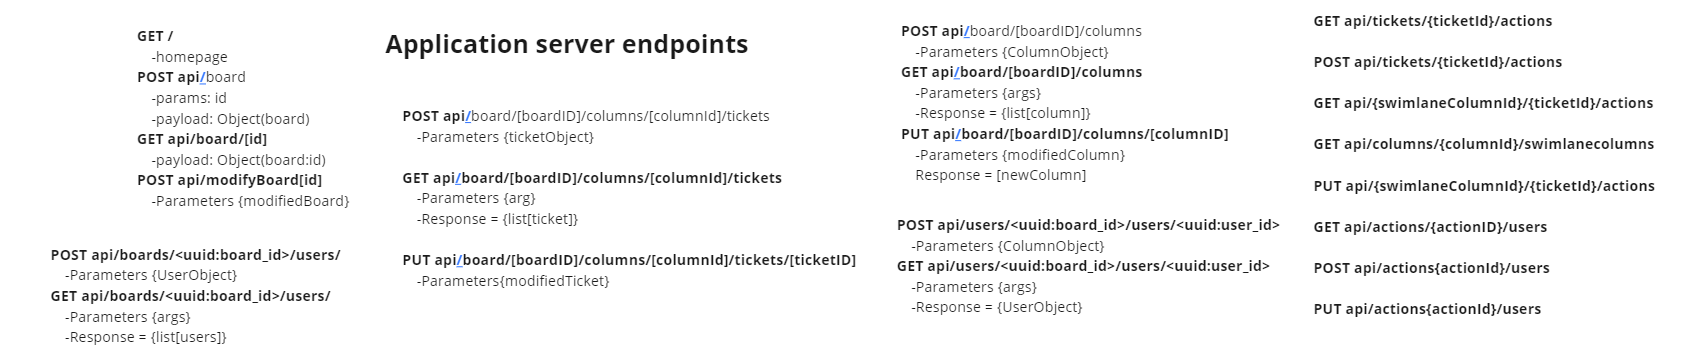 GET /
-homepage
POST api/board
-params: id
-payload: Object(board)
GET api/board/[id]
-payload: Object(board:id)
POST api/modifyBoard[id]
-Parameters {modifiedBoard}
POST api/boards/<uuid:board_id>/users/
-Parameters {UserObject}
GET api/boards/<uuid:board_id>/users/
-Parameters {args}
-Response = {list[users]}
Application server endpoints
POST api/board/[boardID]/columns/[columnId]/tickets
-Parameters {ticketObject}
GET api/board/[boardID]/columns/[columnId]/tickets
-Parameters {arg}
-Response = {list[ticket]}
PUT api/board/[boardID]/columns/[columnId]/tickets/[ticketID]
-Parameters{modifiedTicket}
POST api/board/[boardID]/columns
-Parameters {ColumnObject}
GET api/board/[boardID]/columns
-Parameters {args}
-Response = {list[column]}
PUT api/board/[boardID]/columns/[columnID]
-Parameters {modifiedColumn}
Response = [newColumn]
POST api/users/<uuid:board_id>/users/<uuid:user_id>
-Parameters {ColumnObject}
GET api/users/<uuid:board_id>/users/<uuid:user_id>
-Parameters {args}
-Response = {UserObject}
GET api/tickets/{ticketId}/actions
POST api/tickets/{ticketId}/actions
GET api/{swimlaneColumnId}/{ticketId}/actions
GET api/columns/{columnId}/swimlanecolumns
PUT api/{swimlaneColumnId}/{ticketId}/actions
GET api/actions/{actionID}/users
POST api/actions{actionId}/users
PUT api/actions{actionId}/users